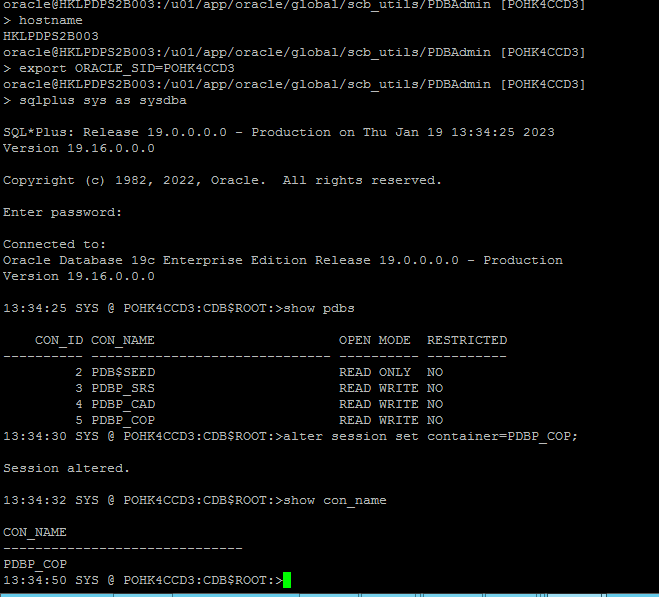 oracle@HKLPDPS2B003:/u01/app/oracle/global/scb_utils/PDBAdmin [POHK4CCD3]
> hostname
HKLPDPS2B003
oracle@HKLPDPS2B003:/u01/app/oracle/global/scb_utils/PDBAdmin [POHK4CCD3]
> export ORACLE_SID=POHK4CCD3
oracle@HKLPDPS2B003:/u01/app/oracle/global/scb_utils/PDBAdmin [POHK4CCD3]
> sqlplus sys as sysdba
SQL*Plus: Release 19.0.0.0.0 - Production on Thu Jan 19 13:34:25 2023
Version 19.16.0.0.0
Copyright (c) 1982, 2022, Oracle.  All rights reserved.
Enter password:
Connected to:
Oracle Database 19c Enterprise Edition Release 19.0.0.0.0 - Production
Version 19.16.0.0.0
13:34:25 SYS @ POHK4CCD3:CDB$ROOT:>show pdbs
    CON_ID CON_NAME                       OPEN MODE  RESTRICTED
---------- ------------------------------ ---------- ----------
         2 PDB$SEED                       READ ONLY  NO
         3 PDBP_SRS                       READ WRITE NO
         4 PDBP_CAD                       READ WRITE NO
         5 PDBP_COP                       READ WRITE NO
13:34:30 SYS @ POHK4CCD3:CDB$ROOT:>alter session set container=PDBP_COP;
Session altered.
13:34:32 SYS @ POHK4CCD3:CDB$ROOT:>show con_name
CON_NAME
------------------------------
PDBP_COP
13:34:50 SYS @ POHK4CCD3:CDB$ROOT:>